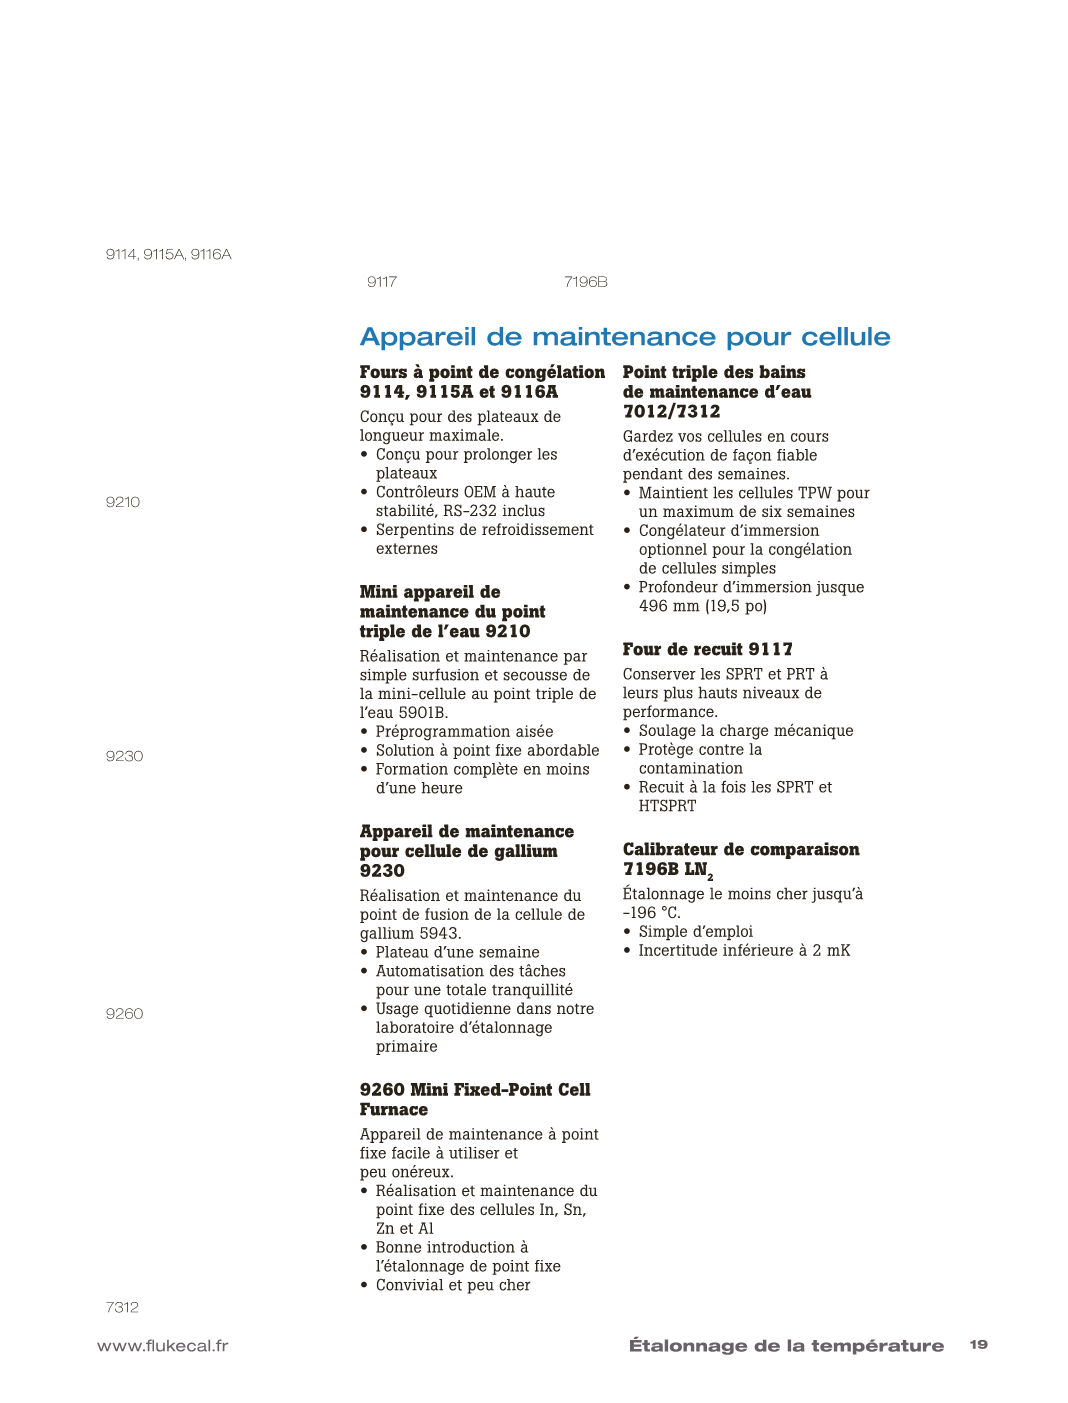 9114, 9115A, 9116A
9117
7196B
9210
9230
9260
7312
Appareil de maintenance pour cellule
Fours à point de congélation
9114, 9115A et 9116A
Conçu pour des plateaux de
longueur maximale.
• Conçu pour prolonger les
plateaux
• Contrôleurs OEM à haute
stabilité, RS-232 inclus
• Serpentins de refroidissement
externes
Mini appareil de
maintenance du point
triple de l’eau 9210
Réalisation et maintenance par
simple surfusion et secousse de
la mini-cellule au point triple de
l’eau 5901B.
• Préprogrammation aisée
• Solution à point fixe abordable
• Formation complète en moins
d’une heure
Appareil de maintenance
pour cellule de gallium
9230
Réalisation et maintenance du
point de fusion de la cellule de
gallium 5943.
• Plateau d’une semaine
• Automatisation des tâches
pour une totale tranquillité
• Usage quotidienne dans notre
laboratoire d’étalonnage
primaire
9260 Mini Fixed-Point Cell
Furnace
Appareil de maintenance à point
fixe facile à utiliser et
peu onéreux.
• Réalisation et maintenance du
point fixe des cellules In, Sn,
Zn et Al
• Bonne introduction à
l’étalonnage de point fixe
• Convivial et peu cher
Point triple des bains
de maintenance d’eau
7012/7312
Gardez vos cellules en cours
d’exécution de façon fiable
pendant des semaines.
• Maintient les cellules TPW pour
un maximum de six semaines
• Congélateur d’immersion
optionnel pour la congélation
de cellules simples
• Profondeur d’immersion jusque
496 mm (19,5 po)
Four de recuit 9117
Conserver les SPRT et PRT à
leurs plus hauts niveaux de
performance.
• Soulage la charge mécanique
• Protège contre la
contamination
• Recuit à la fois les SPRT et
HTSPRT
Calibrateur de comparaison
7196B LN2
Étalonnage le moins cher jusqu’à
-196 °C.
• Simple d’emploi
• Incertitude inférieure à 2 mK
www.flukecal.fr
Étalonnage de la température 19